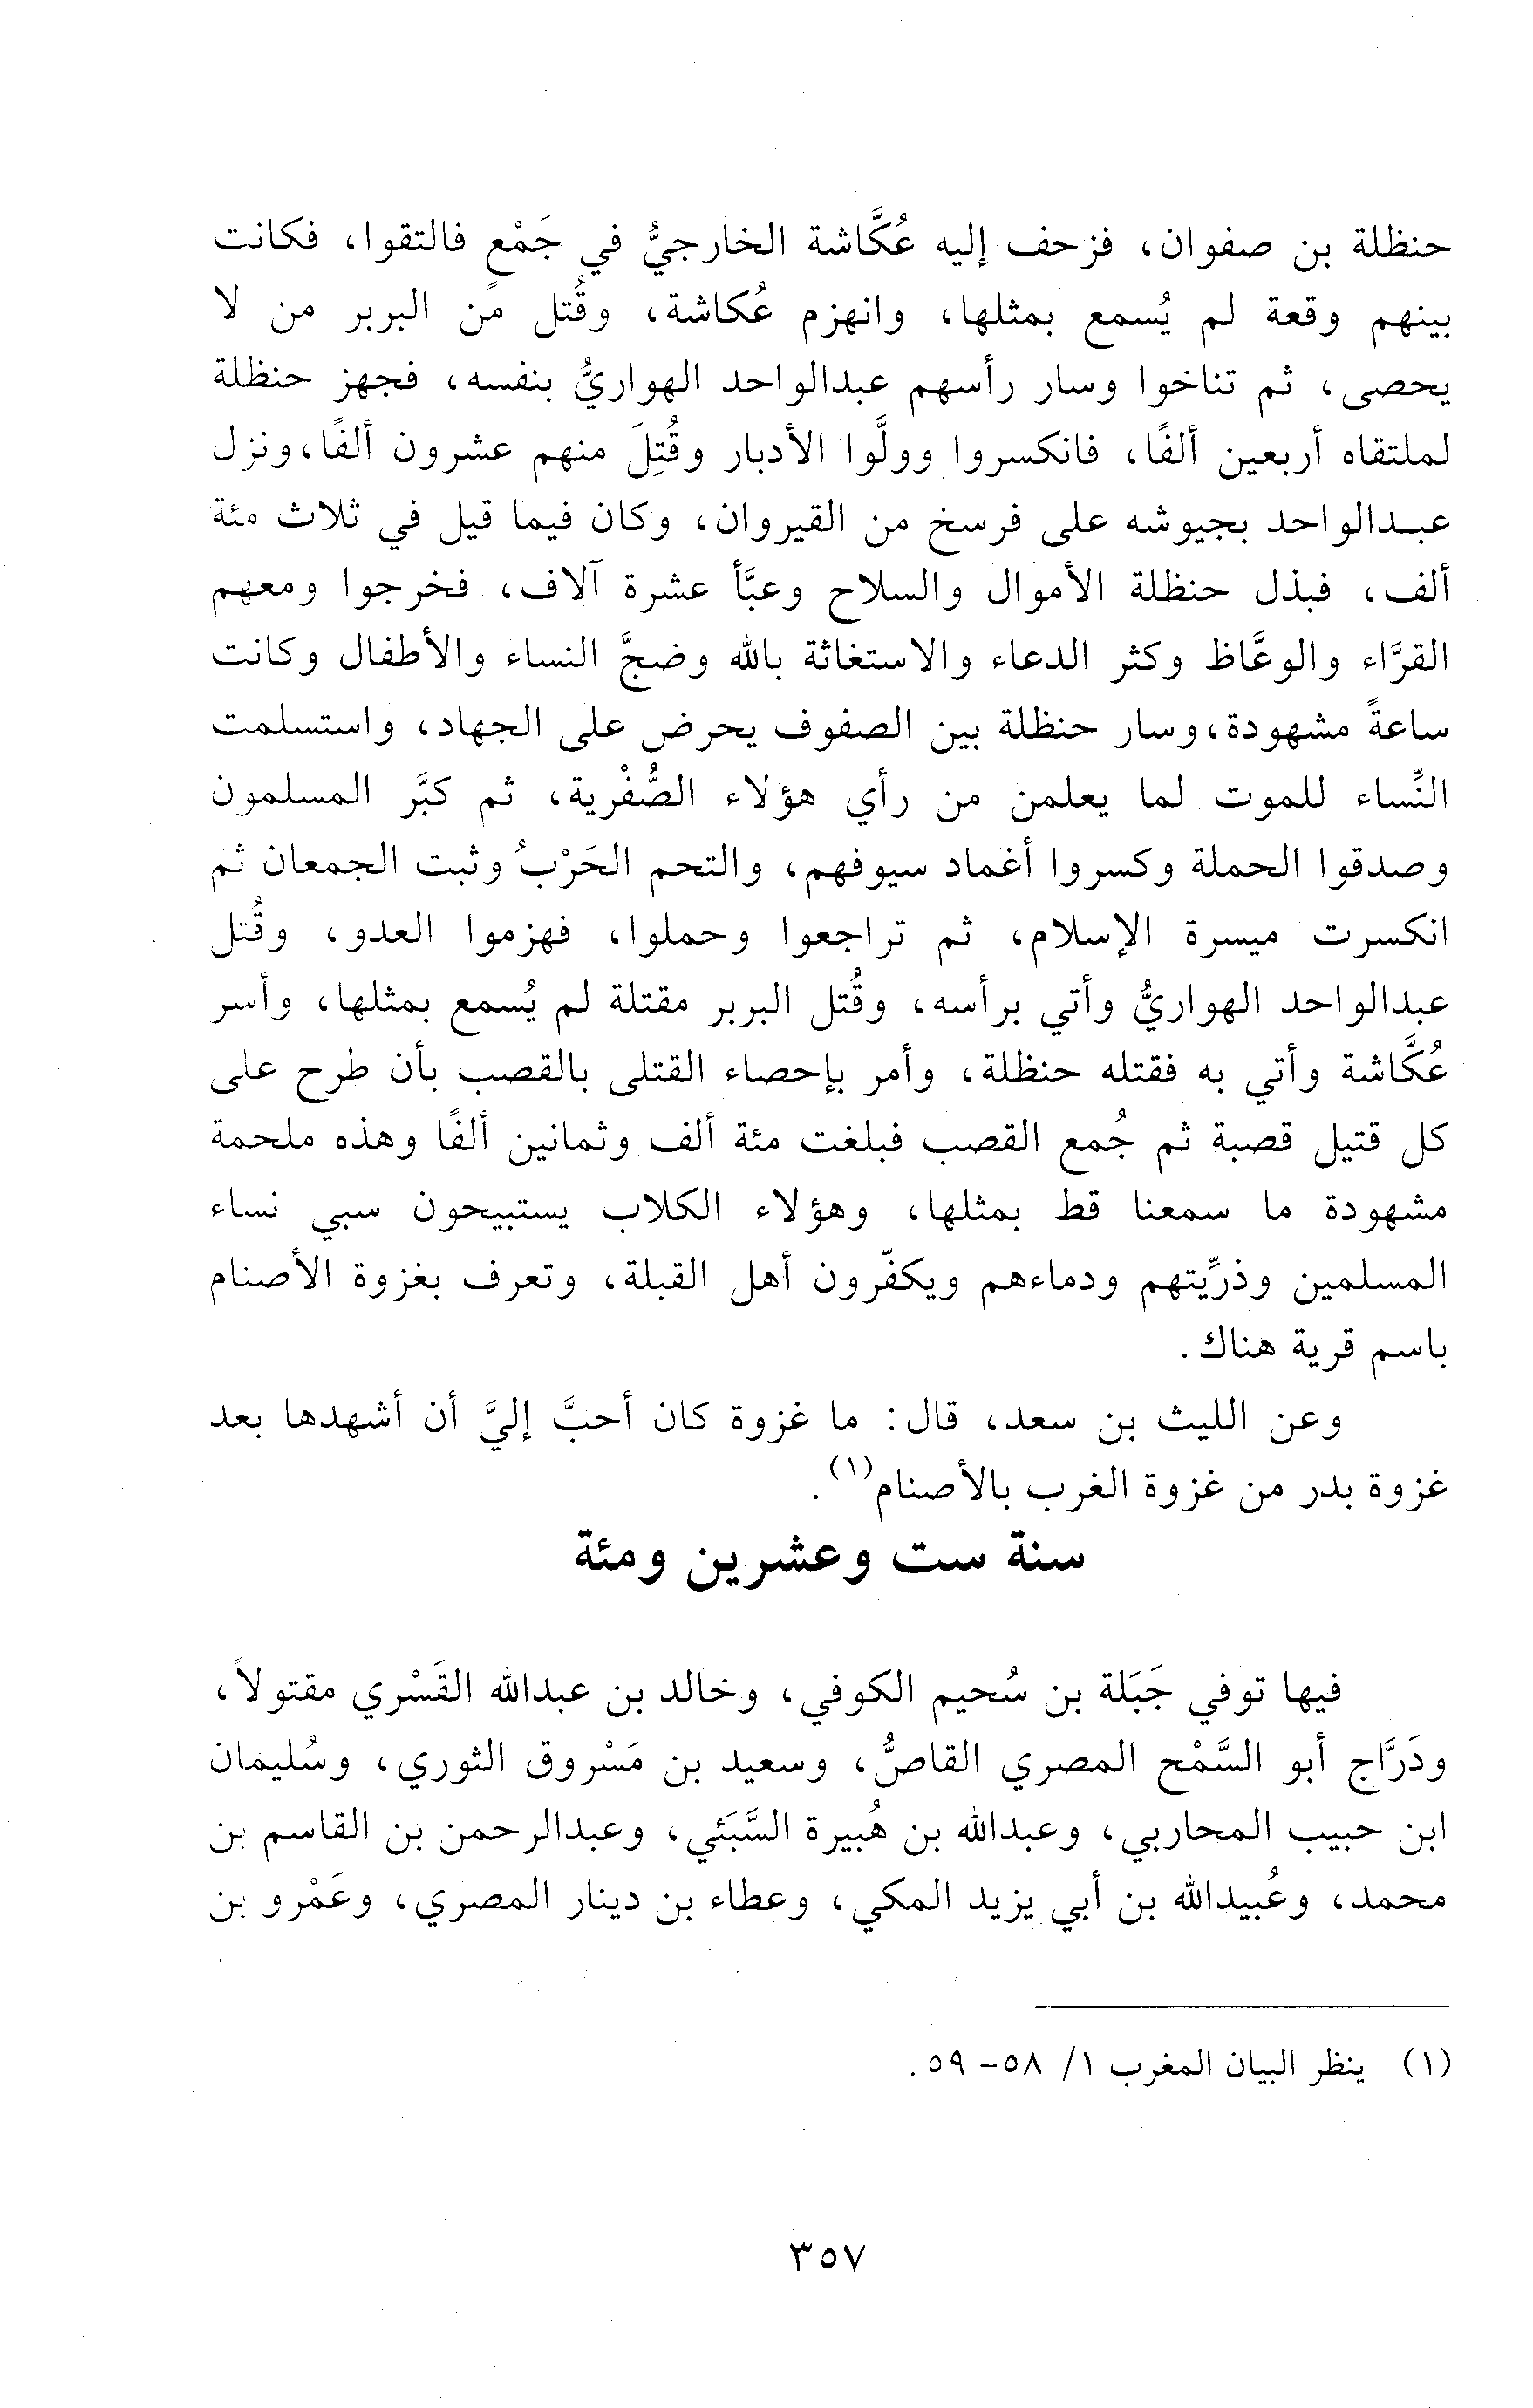 حنظلة بن صفوان، فزحف إليه عُكَّاشة الخارجيُّ في جَمْعٍ فالتقوا، فكانت
بينهم وقعة لم يُسمع بمثلها، وانهزم عُكاشة، وقُتل من البربر من لا
يحصى، ثم تناخوا وسار رأسهم عبدالواحد الهواريُّ بنفسه، فجهز حنظلة
لملتقاه أربعين ألفًا، فانكسروا وولَّوا الأدبار وقُتِلَ منهم عشرون ألفًا،ونزل
عبدالواحد بجيوشه على فرسخ من القيروان، وكان فيما قيل في ثلاث مئة
ألف، فبذل حنظلة الأموال والسلاح وعبَّأ عشرة آلاف، فخرجوا ومعهم
القرَّاء والوعَّاظ وكثر الدعاء والاستغاثة بالله وضجَّ النساء والأطفال وكانت
ساعةً مشهودة،وسار حنظلة بين الصفوف يحرض على الجهاد، واستسلمت
النِّساء للموت لما يعلمن من رأي هؤلاء الصُّفْرية، ثم كبَّر المسلمون
وصدقوا الحملة وكسروا أغماد سيوفهم، والتحم الحَرْبُ وثبت الجمعان ثم
انكسرت ميسرة الإسلام، ثم تراجعوا وحملوا، فهزموا العدو، وقُتل
عبدالواحد الهواريُّ وأتي برأسه، وقُتل البربر مقتلة لم يُسمع بمثلها، وأسر
عُكَّاشة وأتي به فقتله حنظلة، وأمر بإحصاء القتلى بالقصب بأن طرح على
كل قتيل قصبة ثم جُمع القصب فبلغت مئة ألف وثمانين ألفًا وهذه ملحمة
مشهودة ما سمعنا قط بمثلها، وهؤلاء الكلاب يستبيحون سبي نساء
المسلمين وذرِّيتهم ودماءهم ويكفّرون أهل القبلة، وتعرف بغزوة الأصنام
باسم قرية هناك.
وعن الليث بن سعد، قال: ما غزوة كان أحبَّ إليَّ أن أشهدها بعد
غزوة بدر من غزوة الغرب بالأصنام(١).
سنة ست وعشرين ومئة
فيها توفي جَبَلة بن سُحيم الكوفي، وخالد بن عبدالله القَسْري مقتولاً،
ودَرَّاج أبو السَّمْح المصري القاصُّ، وسعيد بن مَسْروق الثوري، وسُليمان
ابن حبيب المحاربي، وعبدالله بن هُبيرة السَّبَئي، وعبدالرحمن بن القاسم بن
محمد، وعُبيدالله بن أبي يزيد المكي، وعطاء بن دينار المصري، وعَمْرو بن
(١) ينظر البيان المغرب ١/ ٥٨- ٥٩.
٣٥٧